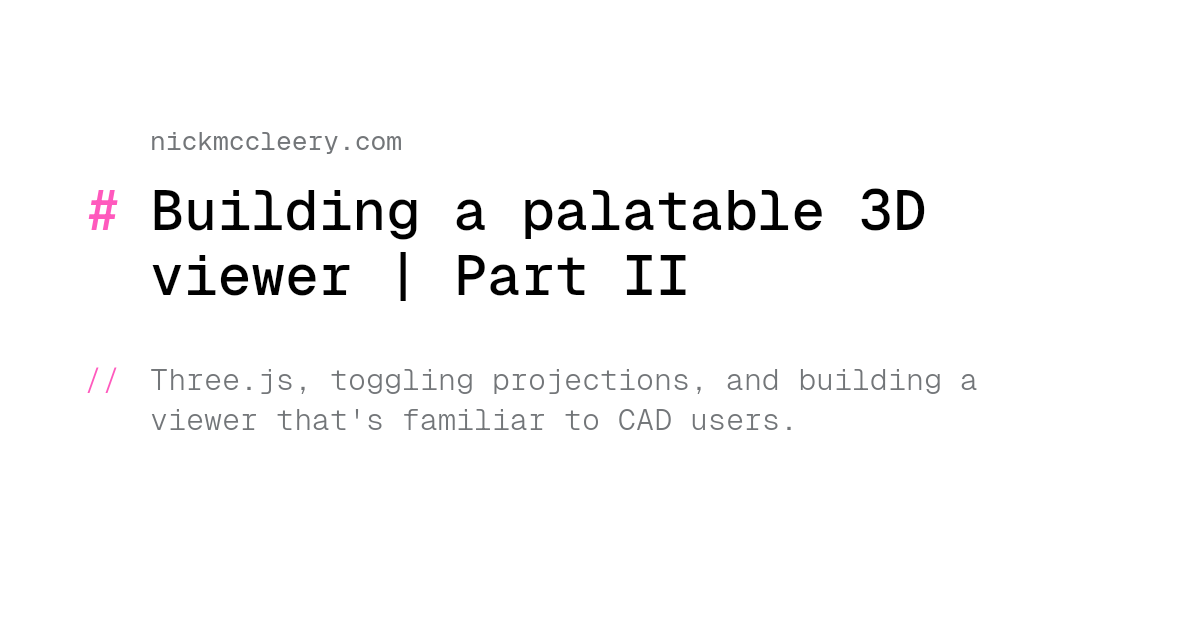 nickmccleery.com
# Building a palatable 3D
viewer | Part II
// Three.js, toggling projections, and building a
viewer that's familiar to CAD users.